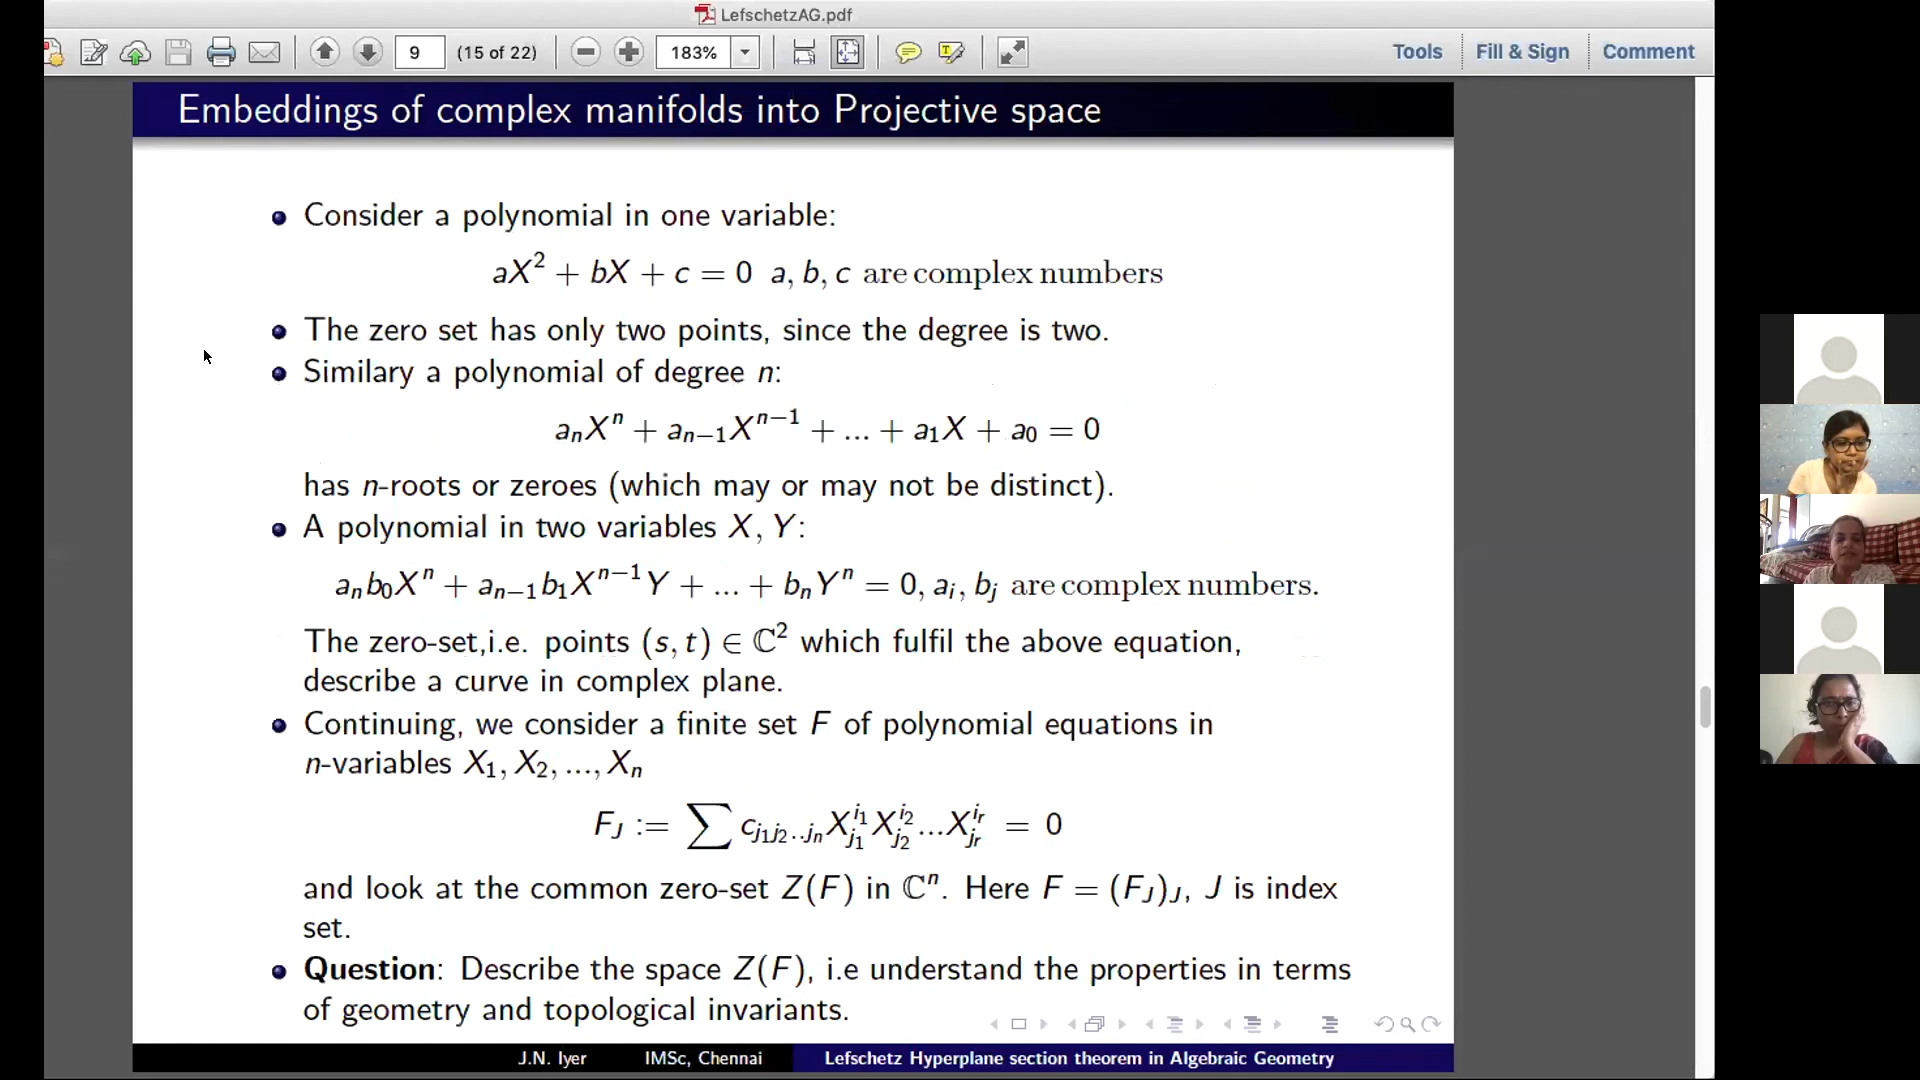 LefschetzAG.pdf
9 (15 of 22) 183% Tools Fill & Sign Comment
Embeddings of complex manifolds into Projective space
Consider a polynomial in one variable:
aX² + bX + c = 0 a, b, c are complex numbers
The zero set has only two points, since the degree is two.
Similary a polynomial of degree n:
aₙXⁿ + aₙ₋₁Xⁿ⁻¹ + ... + a₁X + a₀ = 0
has n-roots or zeroes (which may or may not be distinct).
A polynomial in two variables X, Y:
aₙb₀Xⁿ + aₙ₋₁b₁Xⁿ⁻¹Y + ... + bₙYⁿ = 0, aᵢ, bⱼ are complex numbers.
The zero-set,i.e. points (s, t) ∈ ℂ² which fulfil the above equation,
describe a curve in complex plane.
Continuing, we consider a finite set F of polynomial equations in
n-variables X₁, X₂, ..., Xₙ
F_J := ∑ c_{j₁j₂..jₙ} X_{j₁}^{i₁} X_{j₂}^{i₂} ... X_{jᵣ}^{iᵣ} = 0
and look at the common zero-set Z(F) in ℂⁿ. Here F = (F_J)_J, J is index
set.
Question: Describe the space Z(F), i.e understand the properties in terms
of geometry and topological invariants.
J.N. Iyer IMSc, Chennai Lefschetz Hyperplane section theorem in Algebraic Geometry